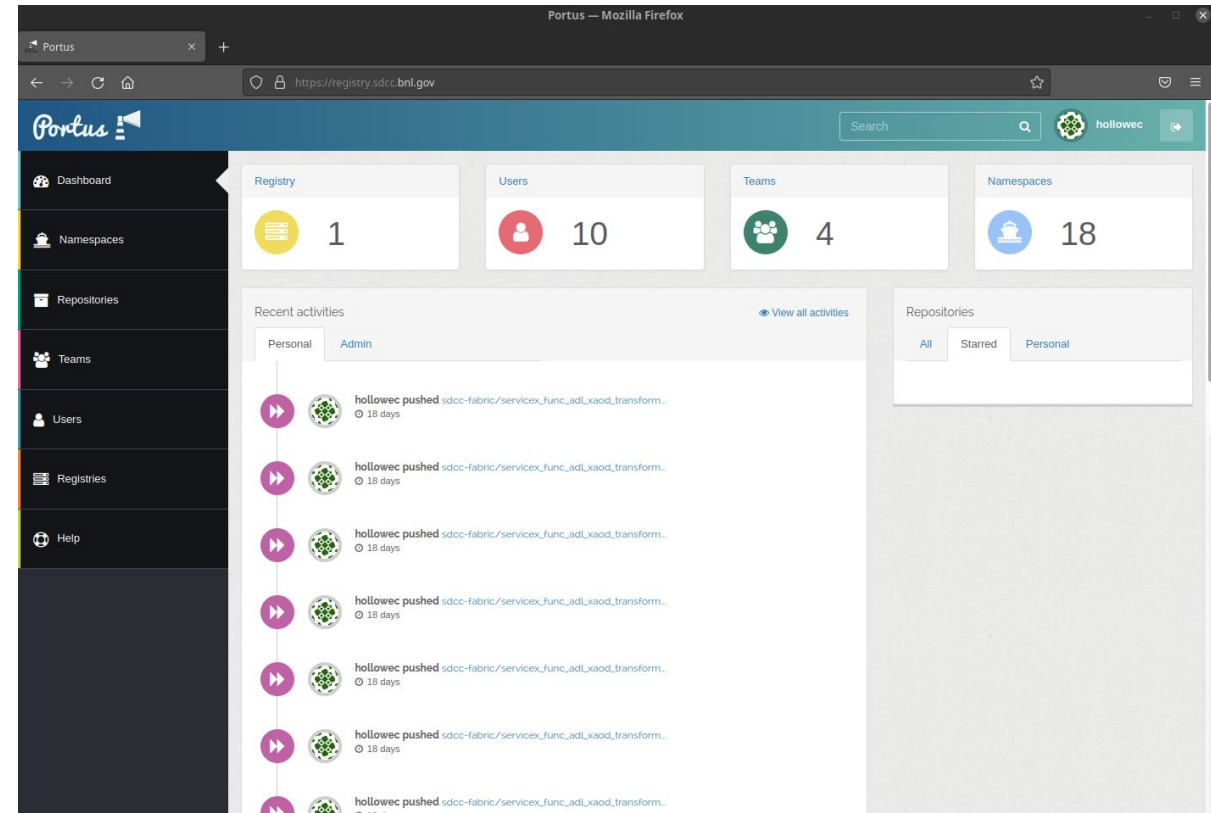 Portus — Mozilla Firefox
Portus
https://registry.sdcc.bnl.gov
Portus
Search
hollowec
Dashboard
Namespaces
Repositories
Teams
Users
Registries
Help
Registry
1
Users
10
Teams
4
Namespaces
18
Recent activities
View all activities
Personal
Admin
hollowec pushed sdcc-fabric/servicex_func_adl_xaod_transform...
18 days
hollowec pushed sdcc-fabric/servicex_func_adl_xaod_transform...
18 days
hollowec pushed sdcc-fabric/servicex_func_adl_xaod_transform...
18 days
hollowec pushed sdcc-fabric/servicex_func_adl_xaod_transform...
18 days
hollowec pushed sdcc-fabric/servicex_func_adl_xaod_transform...
18 days
hollowec pushed sdcc-fabric/servicex_func_adl_xaod_transform...
18 days
hollowec pushed sdcc-fabric/servicex_func_adl_xaod_transform...
Repositories
All
Starred
Personal